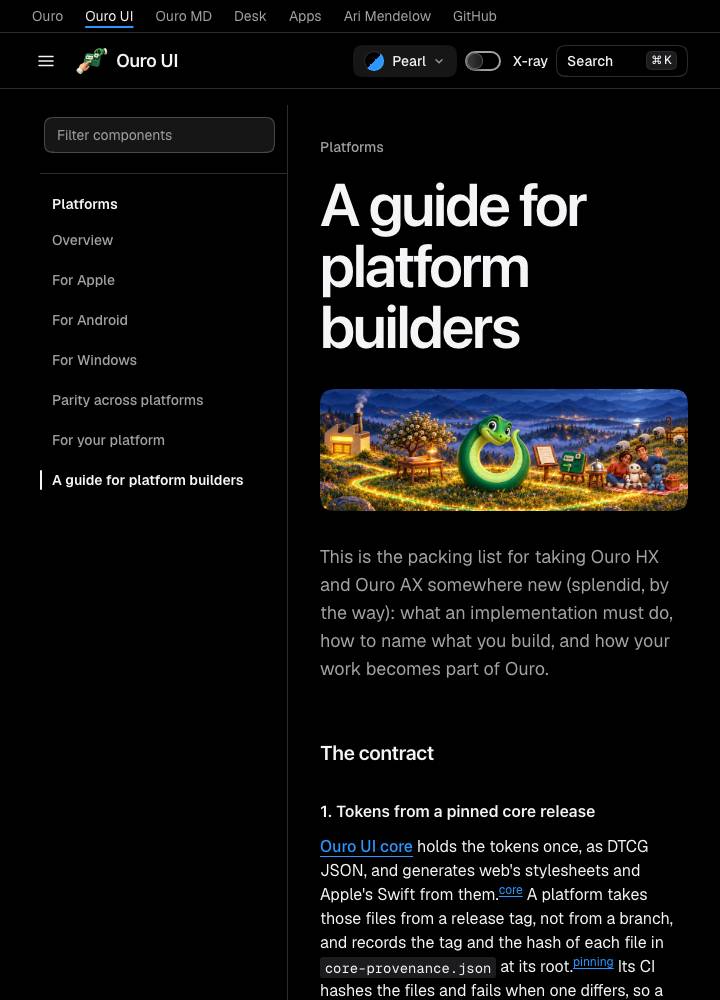 Ouro Ouro UI Ouro MD Desk Apps Ari Mendelow GitHub
Ouro UI
Pearl
X-ray
Search ⌘ K
Filter components
Platforms
Overview
For Apple
For Android
For Windows
Parity across platforms
For your platform
A guide for platform builders
Platforms
A guide for
platform
builders
This is the packing list for taking Ouro HX
and Ouro AX somewhere new (splendid, by
the way): what an implementation must do,
how to name what you build, and how your
work becomes part of Ouro.
The contract
1. Tokens from a pinned core release
Ouro UI core holds the tokens once, as DTCG
JSON, and generates web's stylesheets and
Apple's Swift from them.core A platform takes
those files from a release tag, not from a branch,
and records the tag and the hash of each file in
core-provenance.json at its root.pinning Its CI
hashes the files and fails when one differs, so a